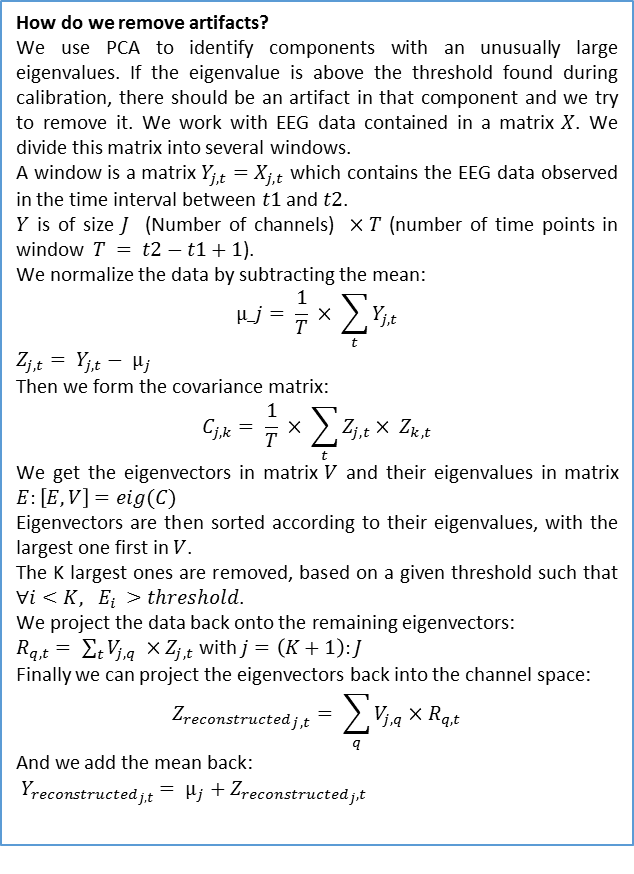 How do we remove artifacts?
We use PCA to identify components with an unusually large
eigenvalues. If the eigenvalue is above the threshold found during
calibration, there should be an artifact in that component and we try
to remove it. We work with EEG data contained in a matrix X. We
divide this matrix into several windows.
A window is a matrix Y_{j,t} = X_{j,t} which contains the EEG data observed
in the time interval between t1 and t2.
Y is of size J (Number of channels) × T (number of time points in
window T = t2 − t1 + 1).
We normalize the data by subtracting the mean:
μ_j = \frac{1}{T} × ∑_t Y_{j,t}
Z_{j,t} = Y_{j,t} − μ_j
Then we form the covariance matrix:
C_{j,k} = \frac{1}{T} × ∑_t Z_{j,t} × Z_{k,t}
We get the eigenvectors in matrix V and their eigenvalues in matrix
E: [E, V] = eig(C)
Eigenvectors are then sorted according to their eigenvalues, with the
largest one first in V.
The K largest ones are removed, based on a given threshold such that
∀i < K, E_i > threshold.
We project the data back onto the remaining eigenvectors:
R_{q,t} = ∑_t V_{j,q} × Z_{j,t} with j = (K + 1): J
Finally we can project the eigenvectors back into the channel space:
Z_{reconstructed j,t} = ∑_q V_{j,q} × R_{q,t}
And we add the mean back:
Y_{reconstructed j,t} = μ_j + Z_{reconstructed j,t}